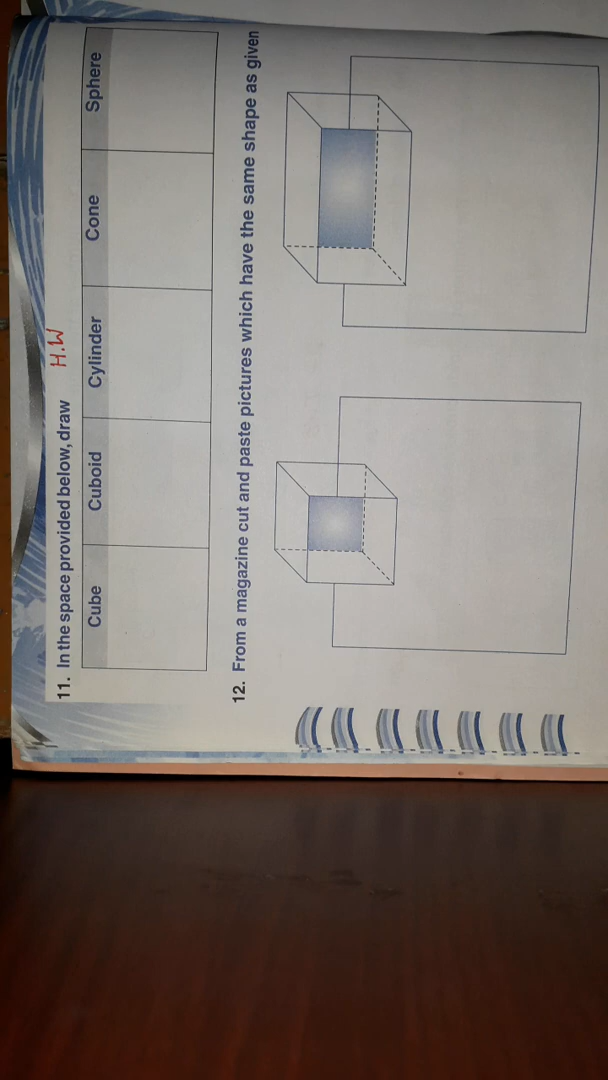 11. In the space provided below, draw H.W
Cube Cuboid Cylinder Cone Sphere
12. From a magazine cut and paste pictures which have the same shape as given